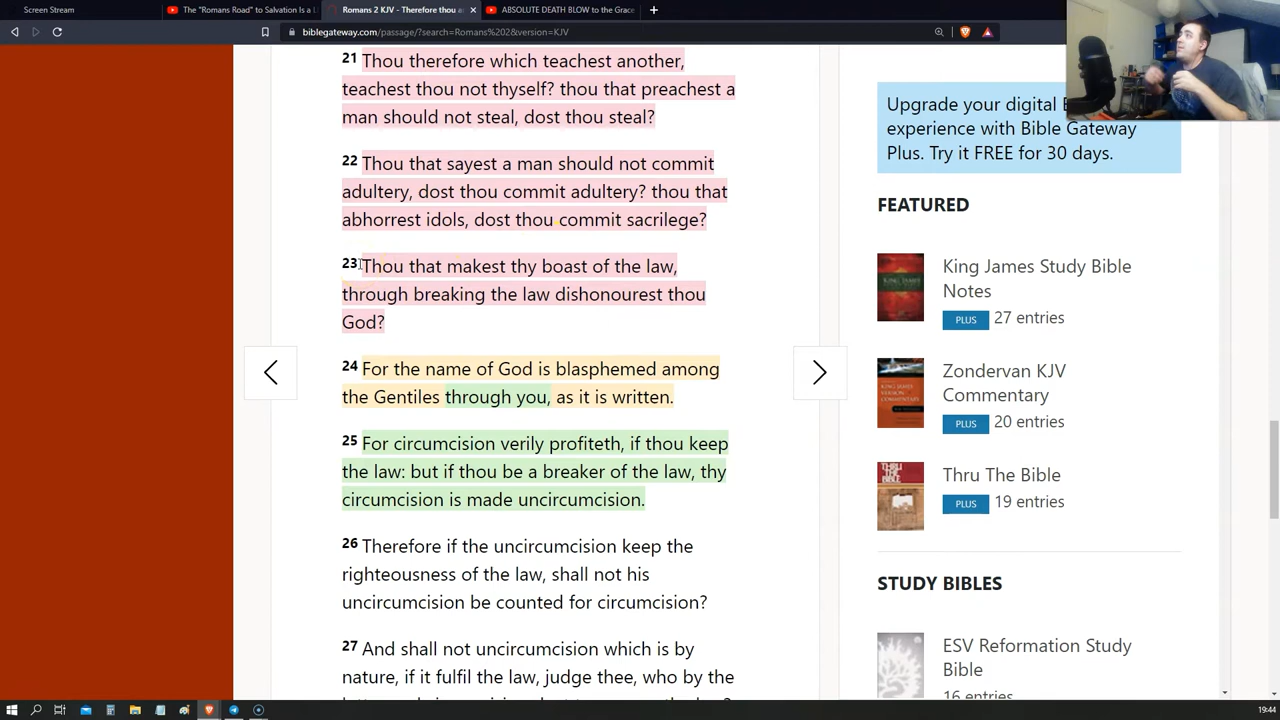 Screen Stream
The "Romans Road" to Salvation Is a L
Romans 2 KJV - Therefore thou a
ABSOLUTE DEATH BLOW to the Grace
biblegateway.com/passage/?search=Romans%202&version=KJV
21 Thou therefore which teachest another,
teachest thou not thyself? thou that preachest a
man should not steal, dost thou steal?
22 Thou that sayest a man should not commit
adultery, dost thou commit adultery? thou that
abhorrest idols, dost thou commit sacrilege?
23 Thou that makest thy boast of the law,
through breaking the law dishonourest thou
God?
24 For the name of God is blasphemed among
the Gentiles through you, as it is written.
25 For circumcision verily profiteth, if thou keep
the law: but if thou be a breaker of the law, thy
circumcision is made uncircumcision.
26 Therefore if the uncircumcision keep the
righteousness of the law, shall not his
uncircumcision be counted for circumcision?
27 And shall not uncircumcision which is by
nature, if it fulfil the law, judge thee, who by the
Upgrade your digital
experience with Bible Gateway
Plus. Try it FREE for 30 days.
FEATURED
King James Study Bible
Notes
PLUS 27 entries
Zondervan KJV
Commentary
PLUS 20 entries
Thru The Bible
PLUS 19 entries
STUDY BIBLES
ESV Reformation Study
Bible
16 entries
19:44